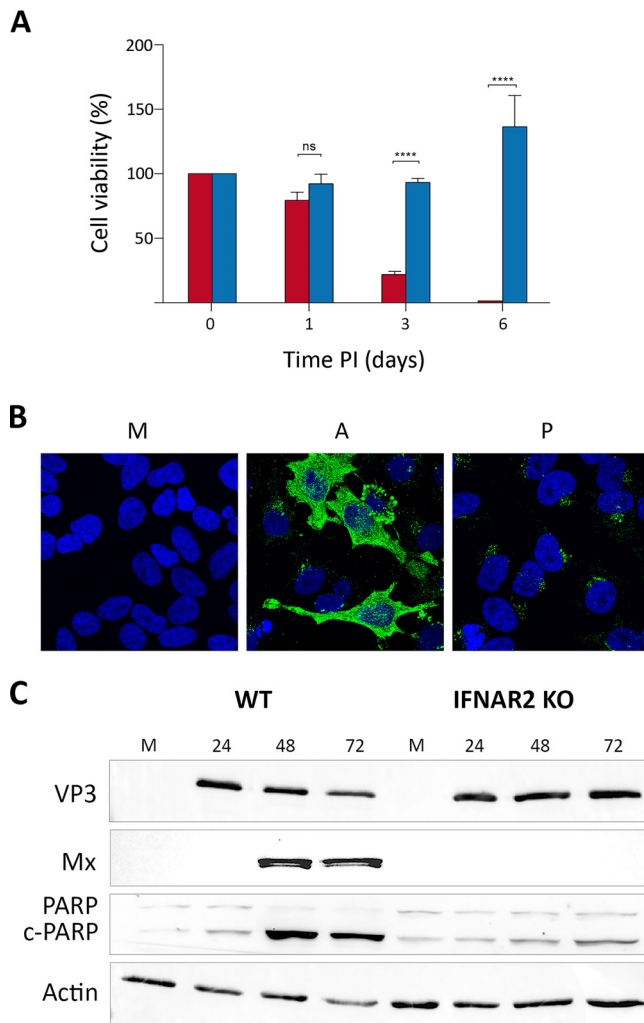 A
200
150
100
50
Cell viability (%)
ns
****
****
0 1 3 6
Time PI (days)
B
M A P
C
WT IFNAR2 KO
M 24 48 72 M 24 48 72
VP3
Mx
PARP
c-PARP
Actin